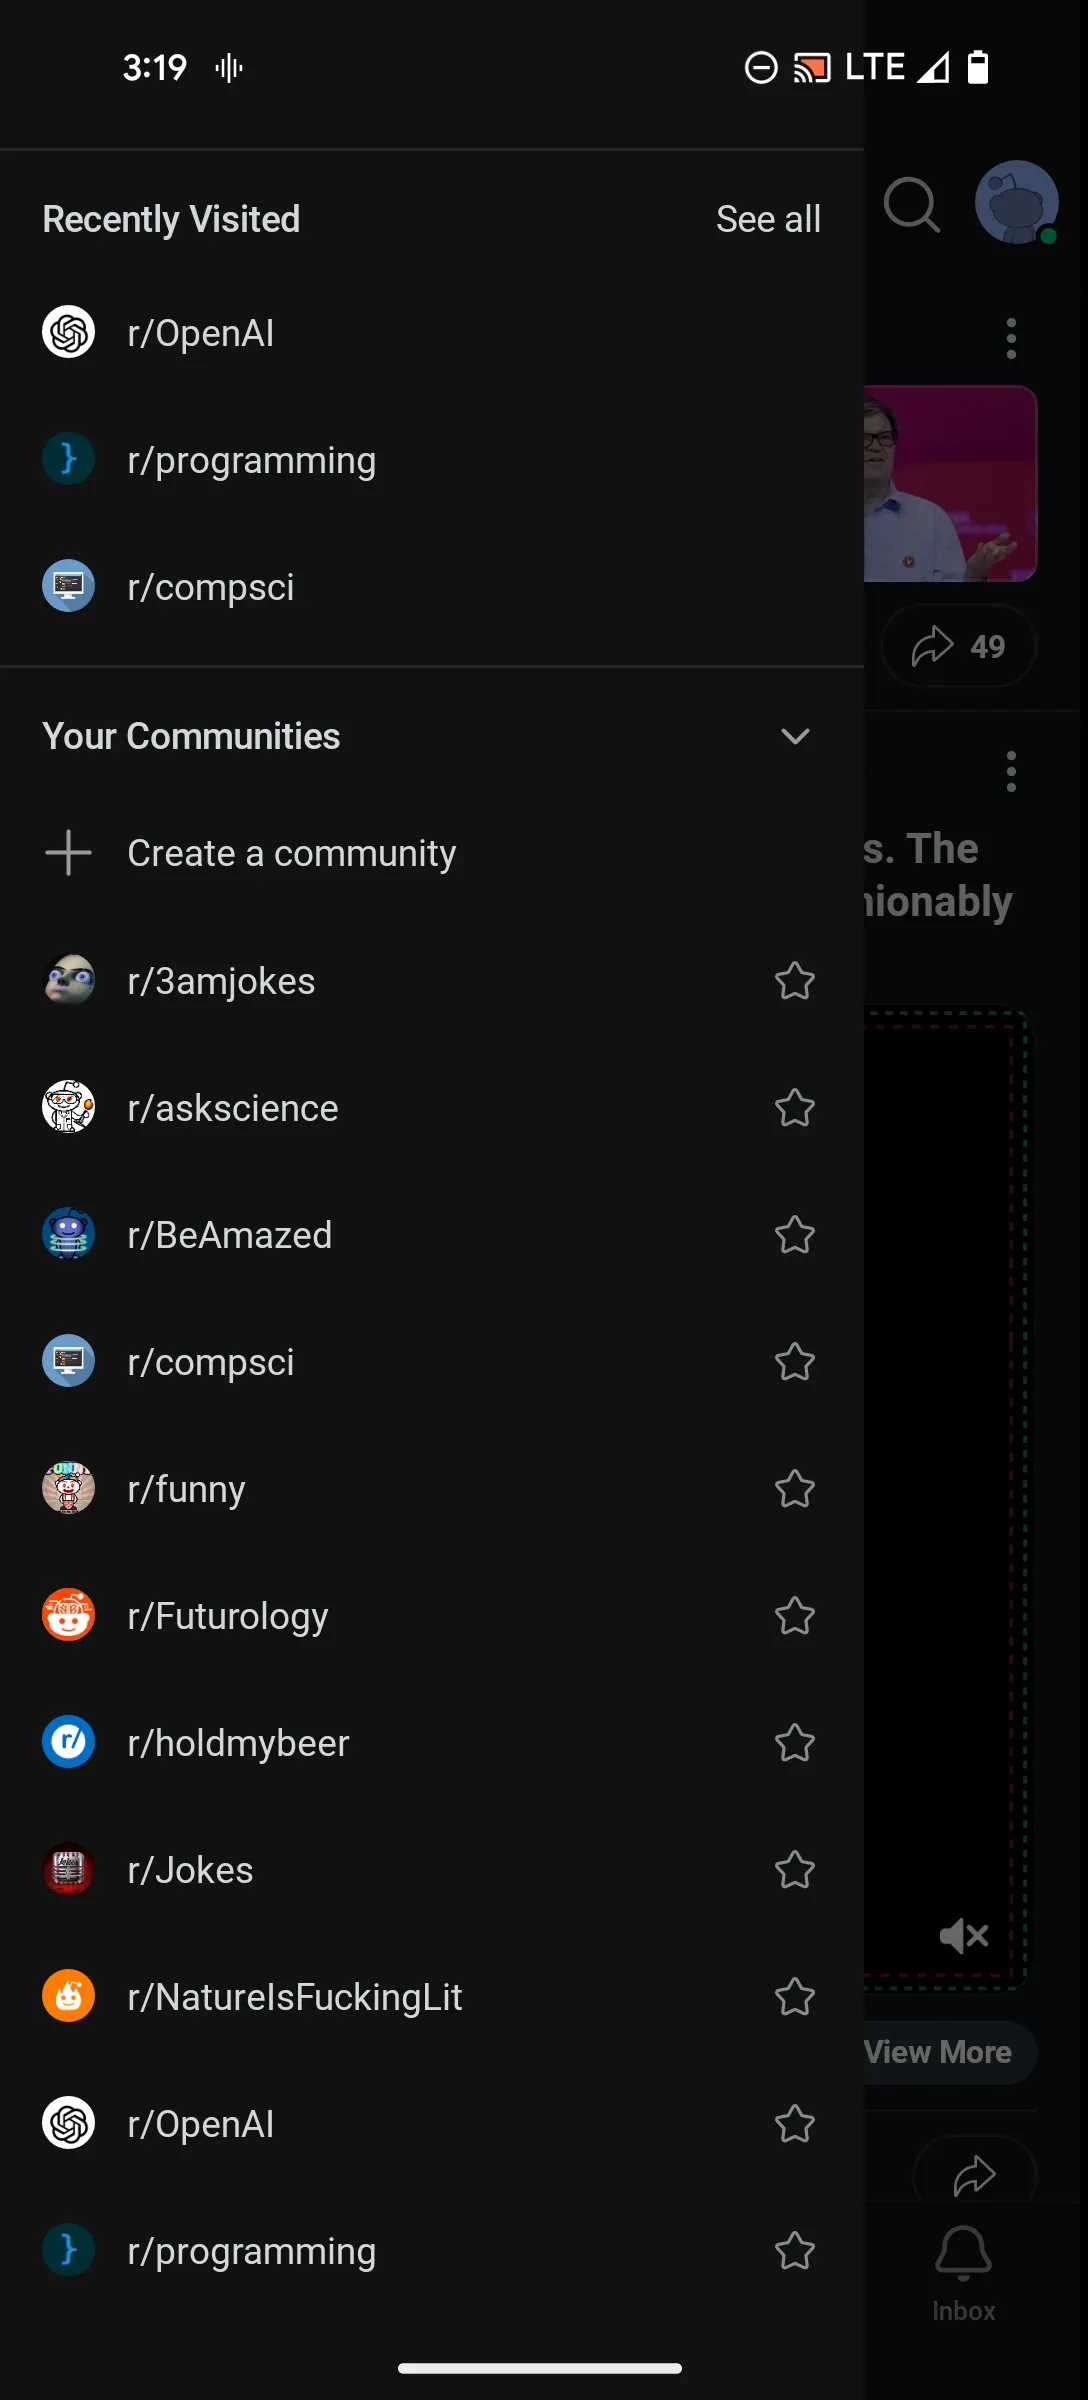 3:19
LTE
Recently Visited
See all
r/OpenAI
r/programming
r/compsci
49
Your Communities
Create a community
s. The
nionably
r/3amjokes
r/askscience
r/BeAmazed
r/compsci
r/funny
r/Futurology
r/
r/holdmybeer
r/Jokes
r/NatureIsFuckingLit
View More
r/OpenAI
r/programming
Inbox